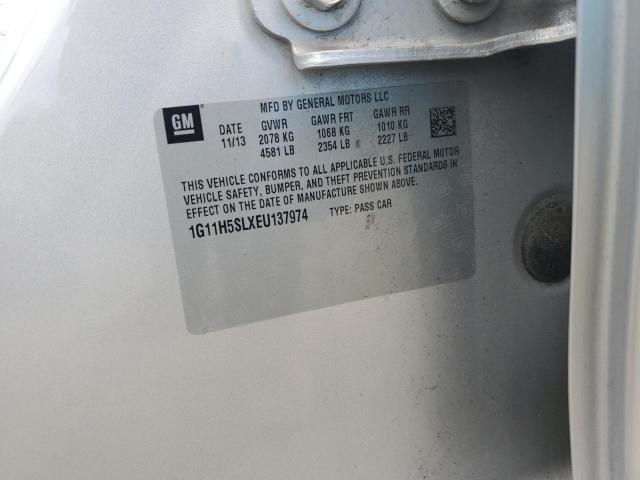 GM
MFD BY GENERAL MOTORS LLC
DATE GVWR GAWR FRT GAWR RR
11/13 2078 KG 1068 KG 1010 KG
4581 LB 2354 LB 2227 LB
THIS VEHICLE CONFORMS TO ALL APPLICABLE U.S. FEDERAL MOTOR
VEHICLE SAFETY, BUMPER, AND THEFT PREVENTION STANDARDS IN
EFFECT ON THE DATE OF MANUFACTURE SHOWN ABOVE.
1G11H5SLXEU137974 TYPE: PASS CAR